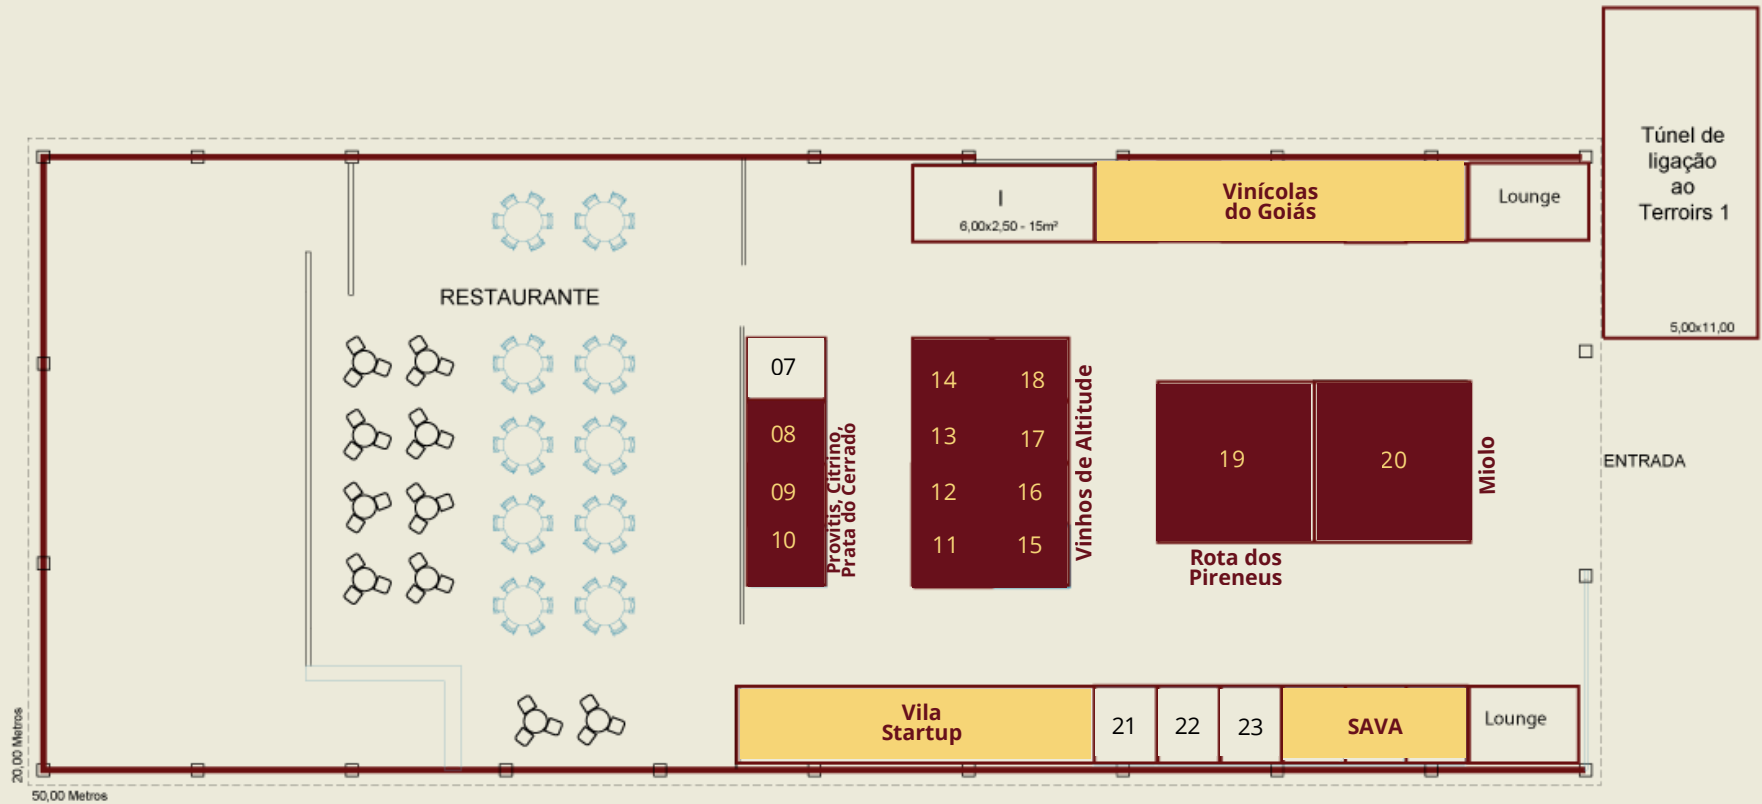 Túnel de
ligação
ao
Terroirs 1
5,00x11,00
I
6,00x2,50 - 15m²
Vinícolas
do Goiás
Lounge
RESTAURANTE
07
08
09
10
Provitis, Citrino,
Prata do Cerrado
14
18
13
17
12
16
11
15
Vinhos de Altitude
19
20
Miolo
Rota dos
Pireneus
ENTRADA
Vila
Startup
21
22
23
SAVA
Lounge
20,00 Metros
50,00 Metros